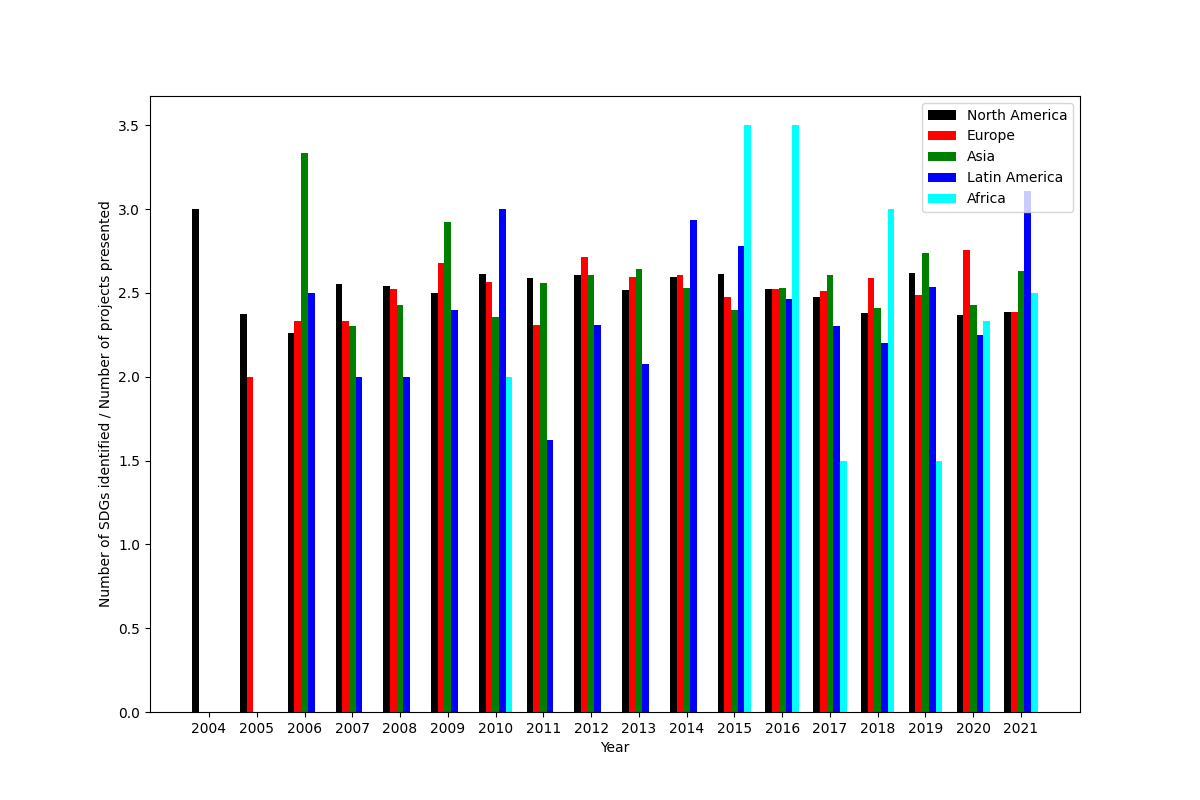 North America
Europe
Asia
Latin America
Africa
Number of SDGs identified / Number of projects presented
3.5
3.0
2.5
2.0
1.5
1.0
0.5
0.0
2004 2005 2006 2007 2008 2009 2010 2011 2012 2013 2014 2015 2016 2017 2018 2019 2020 2021
Year